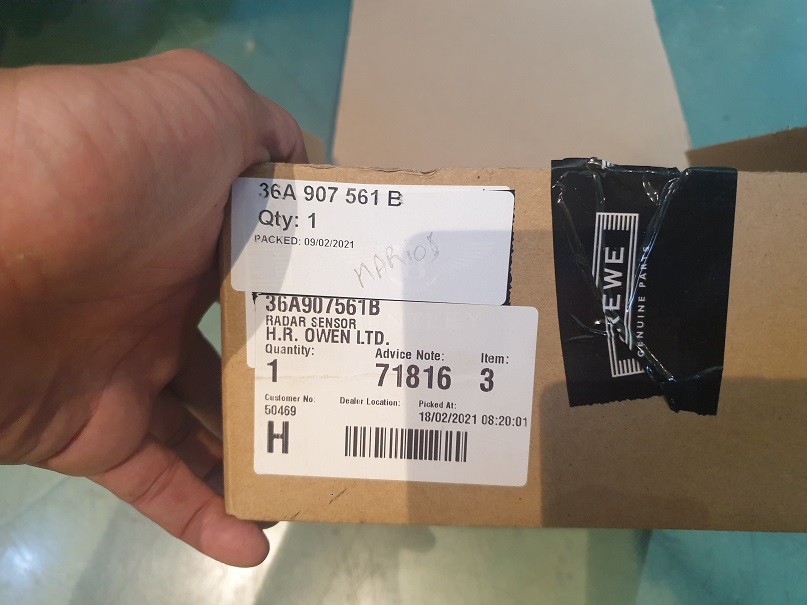 36A 907 561 B
Qty: 1
PACKED: 09/02/2021
MARIOS
36A907561B
RADAR SENSOR
H.R. OWEN LTD.
Quantity:
Advice Note:
Item:
1
71816
3
Customer No:
Dealer Location:
Picked At:
50469
18/02/2021 08:20:01
H
CREWE
GENUINE PARTS